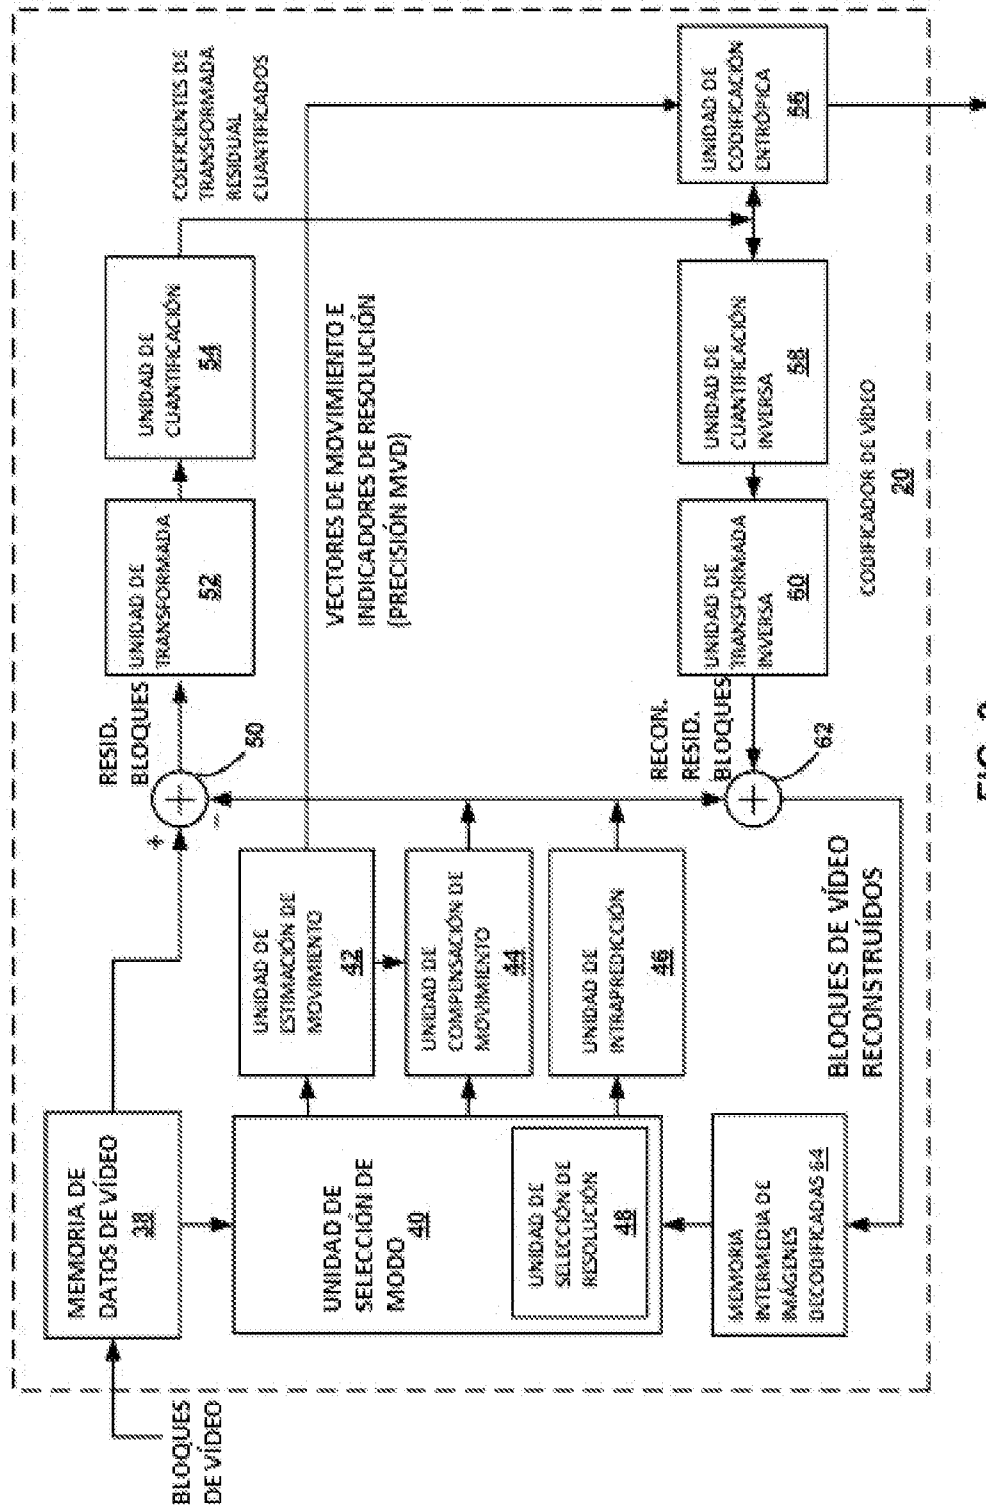 BLOQUES
DE VÍDEO
MEMORIA DE
DATOS DE VÍDEO
38
UNIDAD DE
SELECCIÓN DE
MODO 40
UNIDAD DE
SELECCIÓN DE
RESOLUCIÓN
48
MEMORIA
INTERMEDIA DE
IMÁGENES
DECODIFICADAS 64
UNIDAD DE
ESTIMACIÓN DE
MOVIMIENTO
42
UNIDAD DE
COMPENSACIÓN DE
MOVIMIENTO 44
UNIDAD DE
INTRAPREDICCIÓN
46
BLOQUES DE VÍDEO
RECONSTRUÍDOS
+
-
+
50
RESID.
BLOQUES
RECON.
RESID.
BLOQUES
+
62
UNIDAD DE
TRANSFORMADA
52
UNIDAD DE
CUANTIFICACIÓN
54
COEFICIENTES DE
TRANSFORMADA
RESIDUAL
CUANTIFICADOS
VECTORES DE MOVIMIENTO E
INDICADORES DE RESOLUCIÓN
(PRECISIÓN MVD)
UNIDAD DE
TRANSFORMADA
INVERSA 60
UNIDAD DE
CUANTIFICACIÓN
INVERSA 58
UNIDAD DE
CODIFICACIÓN
ENTRÓPICA 56
CODIFICADOR DE VÍDEO
20